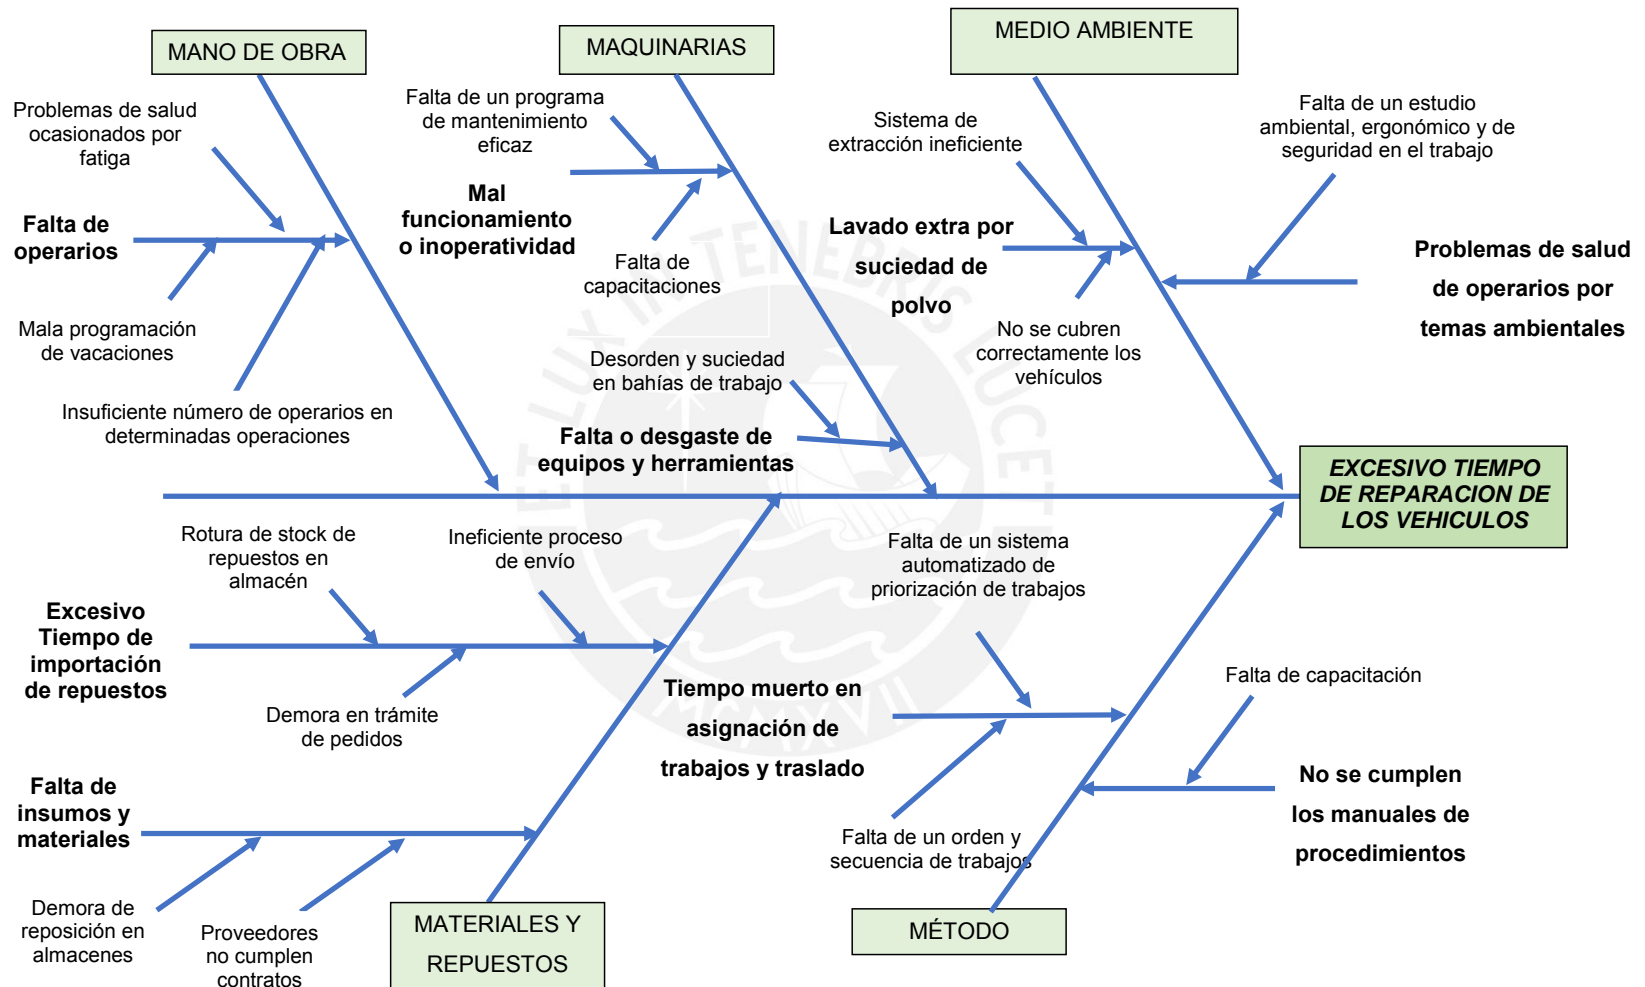 MANO DE OBRA
MAQUINARIAS
MEDIO AMBIENTE
Problemas de salud
ocasionados por
fatiga
Falta de un programa
de mantenimiento
eficaz
Sistema de
extracción ineficiente
Falta de un estudio
ambiental, ergonómico y de
seguridad en el trabajo
Falta de
operarios
Mal
funcionamiento
o inoperatividad
Lavado extra por
suciedad de
polvo
Problemas de salud
de operarios por
temas ambientales
Mala programación
de vacaciones
Falta de
capacitaciones
No se cubren
correctamente los
vehículos
Insuficiente número de operarios en
determinadas operaciones
Desorden y suciedad
en bahías de trabajo
Falta o desgaste de
equipos y herramientas
EXCESIVO TIEMPO
DE REPARACION DE
LOS VEHICULOS
Rotura de stock de
repuestos en
almacén
Ineficiente proceso
de envío
Falta de un sistema
automatizado de
priorización de trabajos
Excesivo
Tiempo de
importación
de repuestos
Demora en trámite
de pedidos
Tiempo muerto en
asignación de
trabajos y traslado
Falta de capacitación
Falta de
insumos y
materiales
No se cumplen
los manuales de
procedimientos
Falta de un orden y
secuencia de trabajos
Demora de
reposición en
almacenes
Proveedores
no cumplen
contratos
MATERIALES Y
REPUESTOS
MÉTODO
ET LUX IN TENEBRIS LUCET
MCMXVII